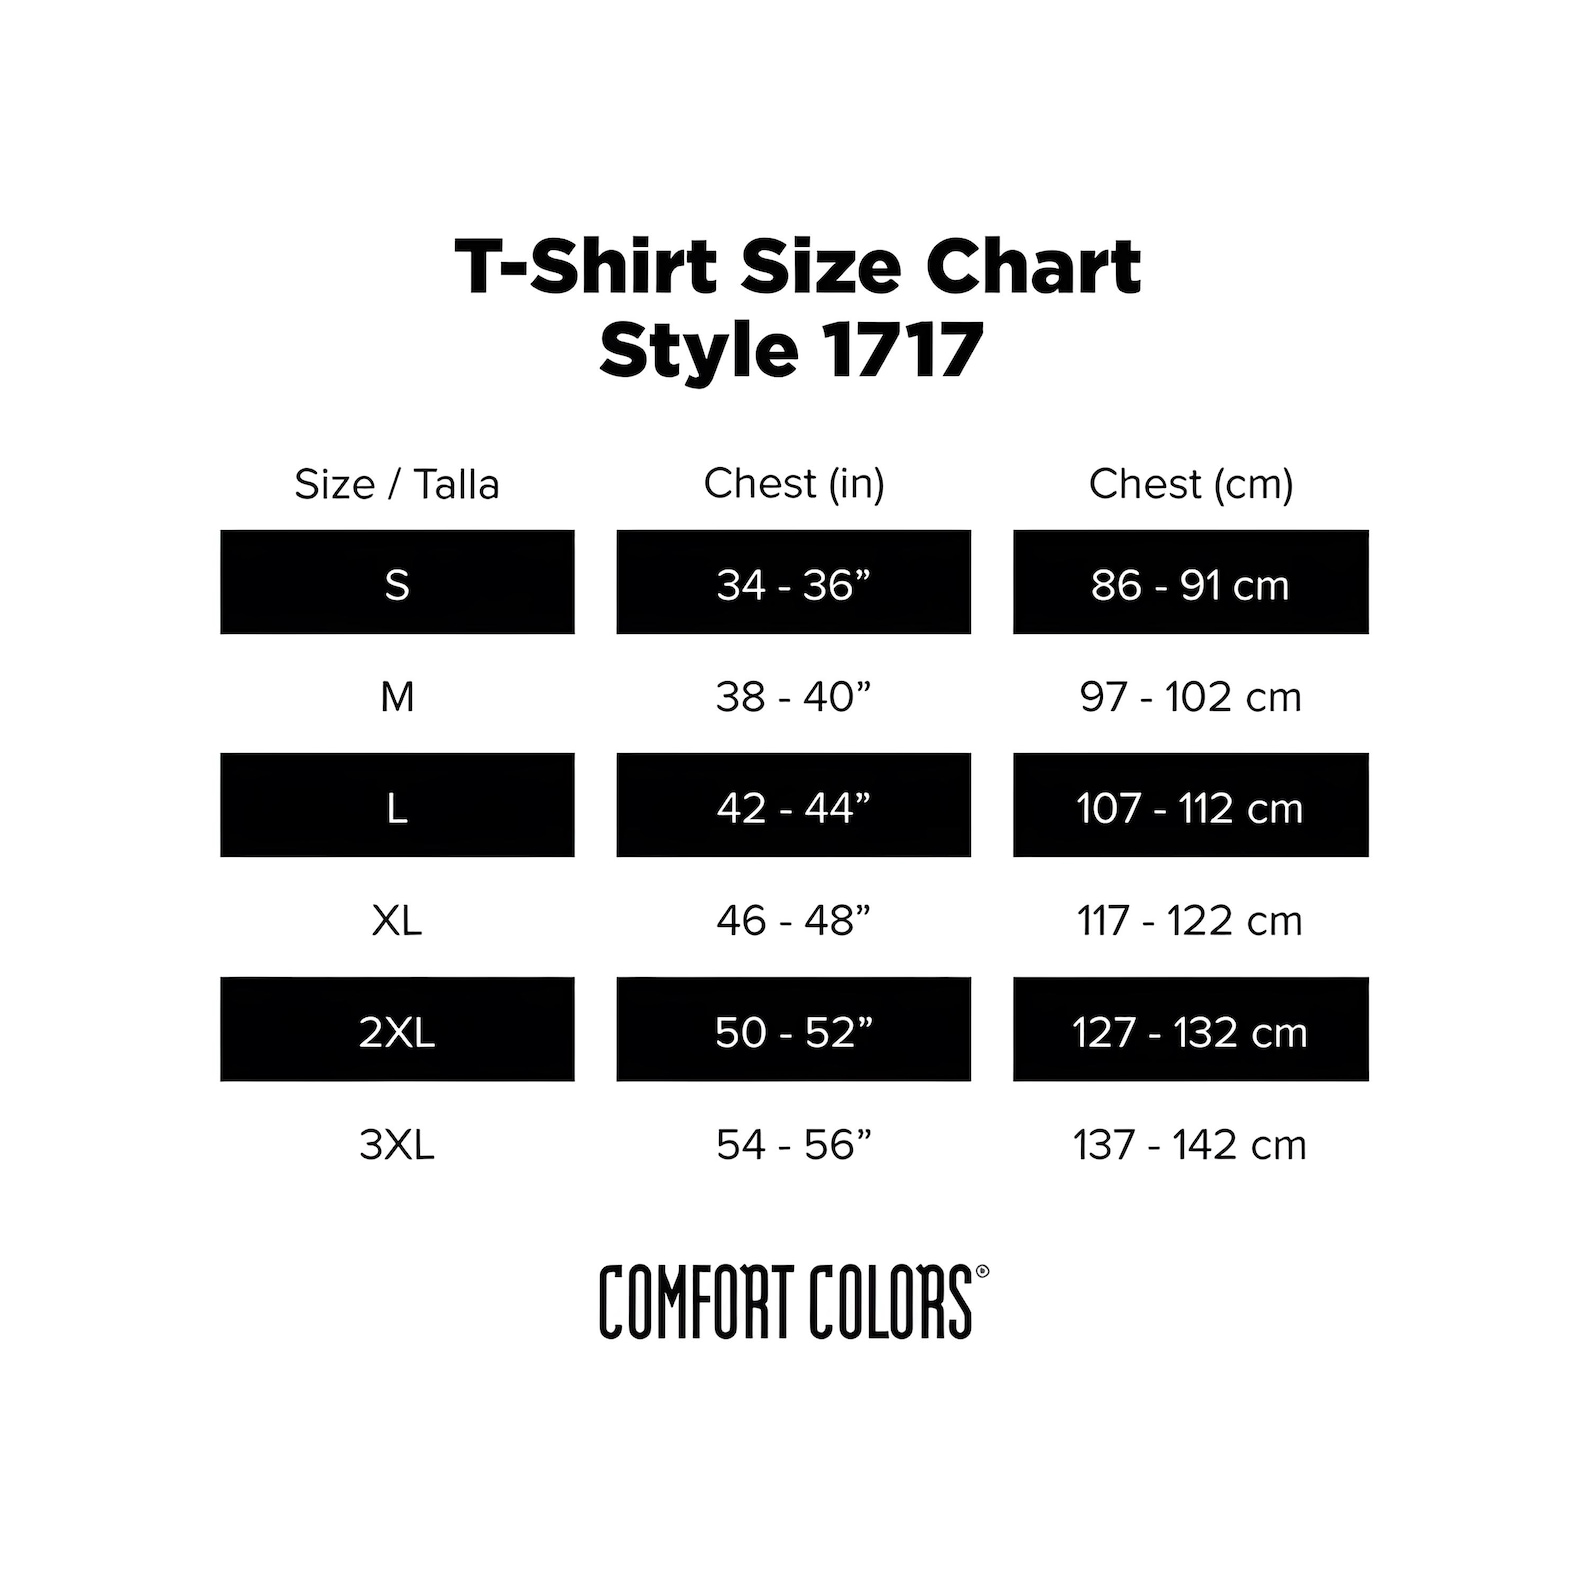 T-Shirt Size Chart
Style 1717
Size / Talla Chest (in) Chest (cm)
S 34 - 36” 86 - 91 cm
M 38 - 40” 97 - 102 cm
L 42 - 44” 107 - 112 cm
XL 46 - 48” 117 - 122 cm
2XL 50 - 52” 127 - 132 cm
3XL 54 - 56” 137 - 142 cm
COMFORT COLORS®